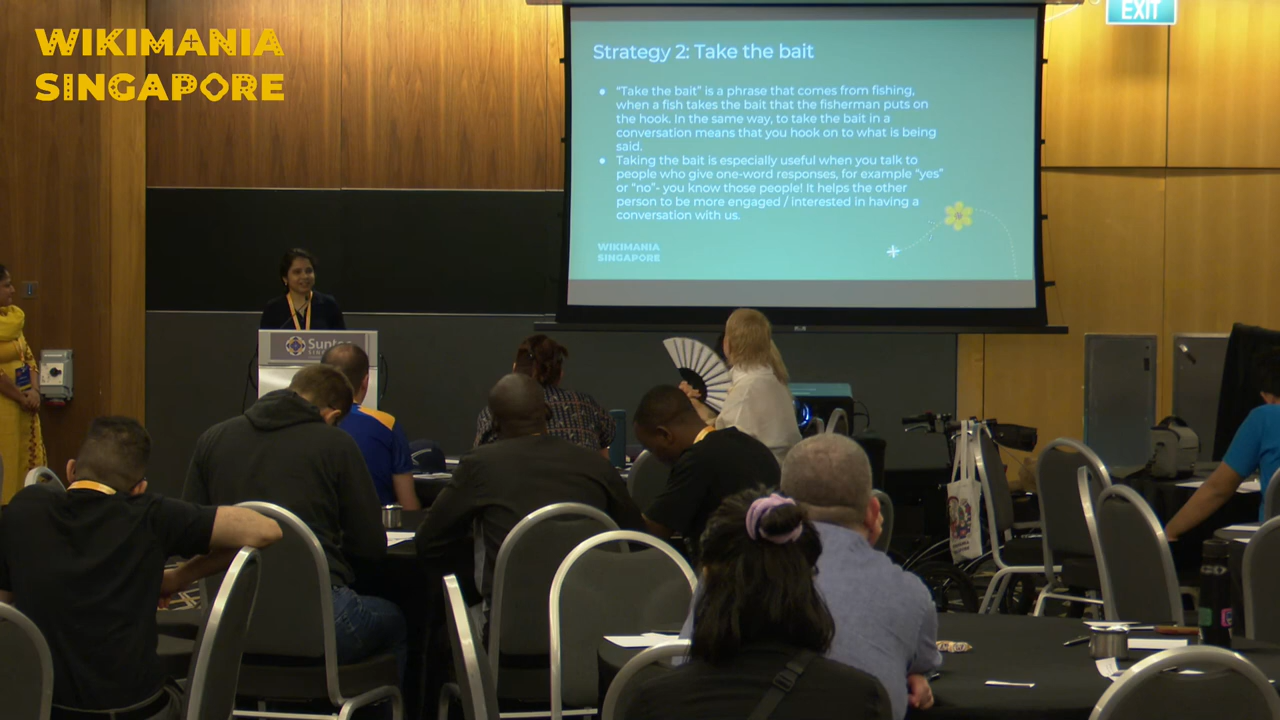 WIKIMANIA
SINGAPORE
EXIT
Strategy 2: Take the bait
● “Take the bait” is a phrase that comes from fishing,
when a fish takes the bait that the fisherman puts on
the hook. In the same way, to take the bait in a
conversation means that you hook on to what is being
said.
● Taking the bait is especially useful when you talk to
people who give one-word responses, for example “yes”
or “no”- you know those people! It helps the other
person to be more engaged / interested in having a
conversation with us.
WIKIMANIA
SINGAPORE